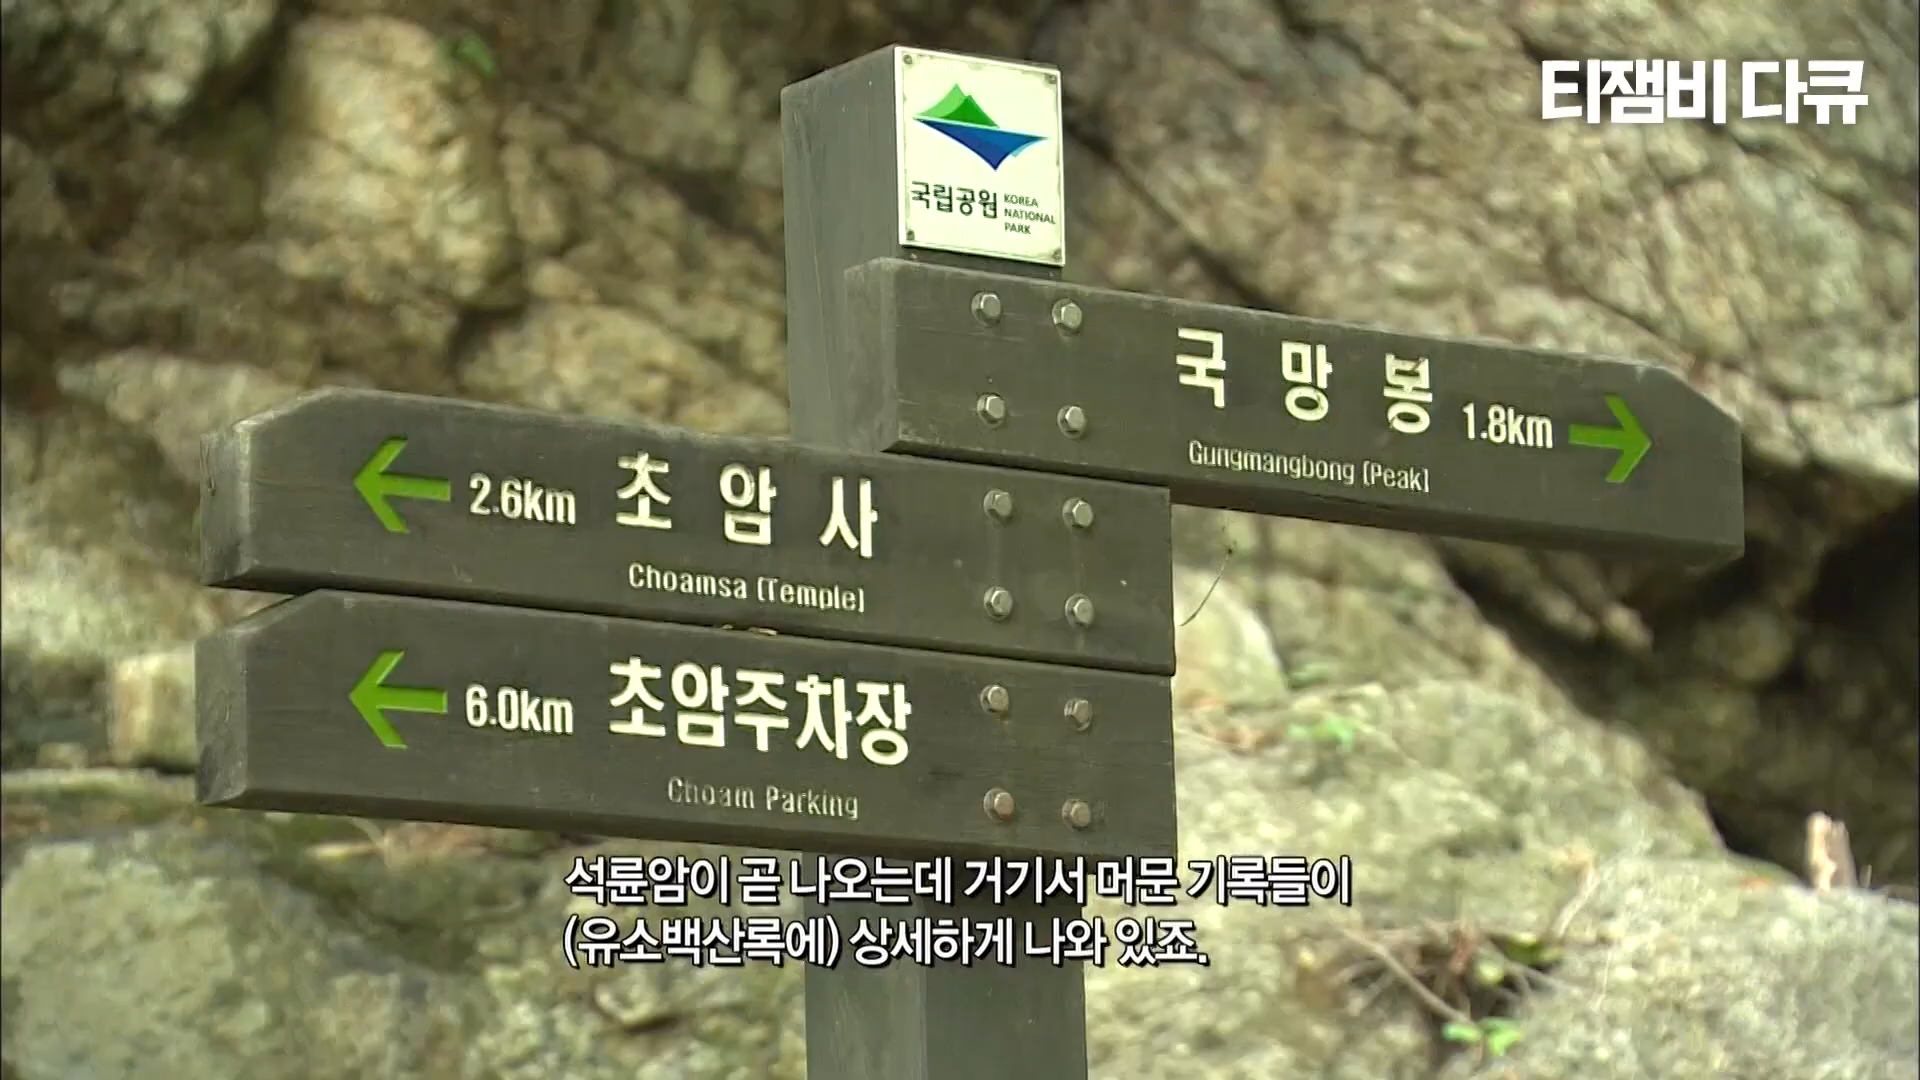 티잼비 다큐
국립공원 KOREA
NATIONAL
PARK
국망봉 1.8km
Gungmangbong (Peak)
2.6km 초암사
Choamsa (Temple)
6.0km 초암주차장
Choam Parking
석륜암이 곧 나오는데 거기서 머문 기록들이
(유소백산록에) 상세하게 나와 있죠.